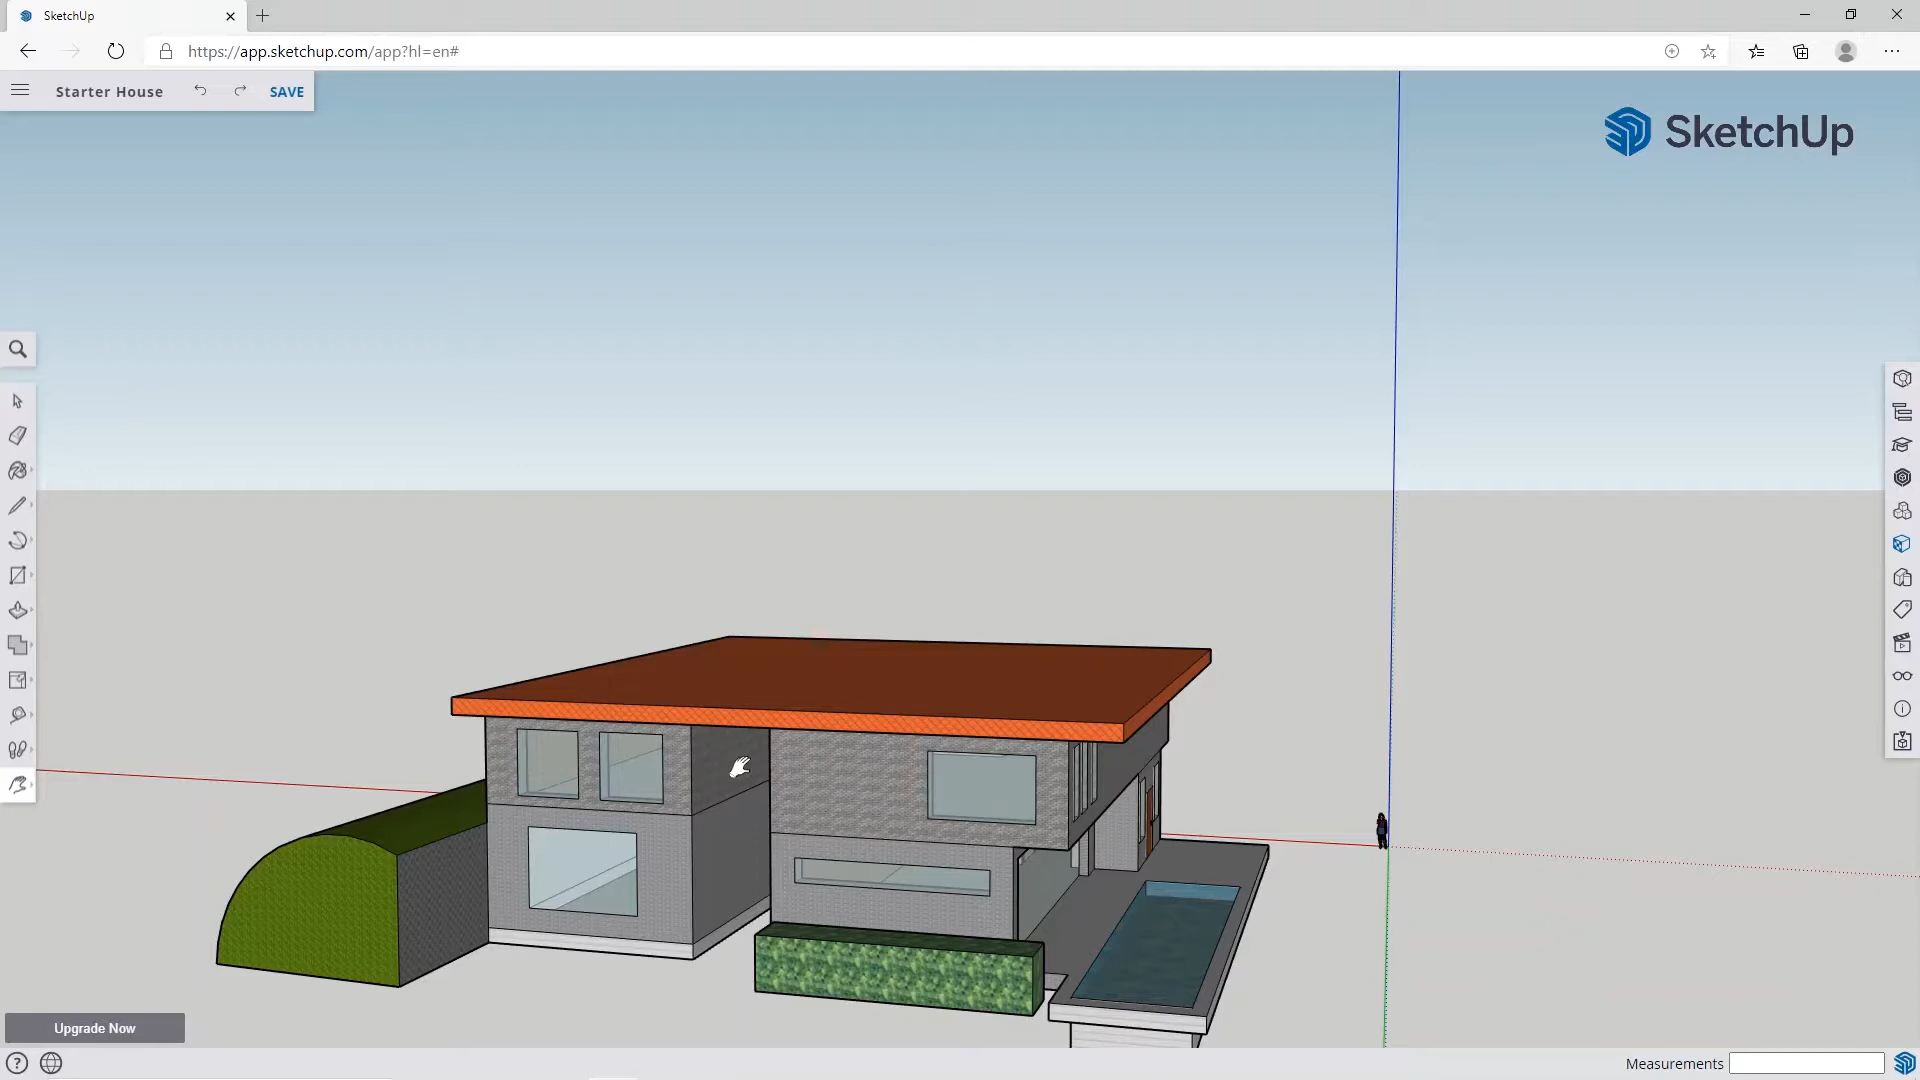 SketchUp
https://app.sketchup.com/app?hl=en#
Starter House
SAVE
SketchUp
Upgrade Now
Measurements